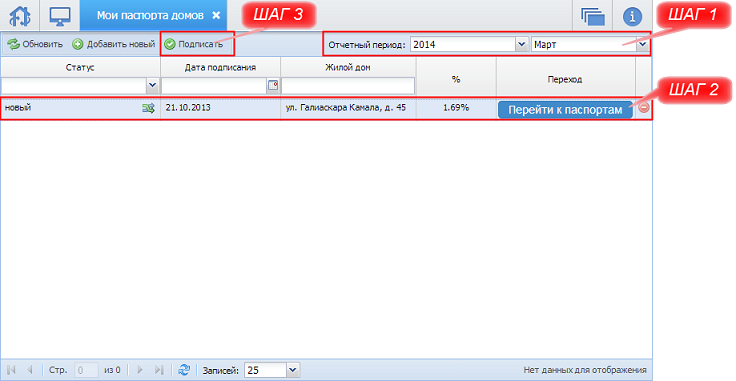 Мои паспорта домов
ШАГ 3
ШАГ 1
Обновить Добавить новый Подписать Отчетный период: 2014 Март
Статус Дата подписания Жилой дом % Переход
ШАГ 2
новый 21.10.2013 ул. Галиаскара Камала, д. 45 1.69% Перейти к паспортам
Стр. 0 из 0 Записей: 25 Нет данных для отображения